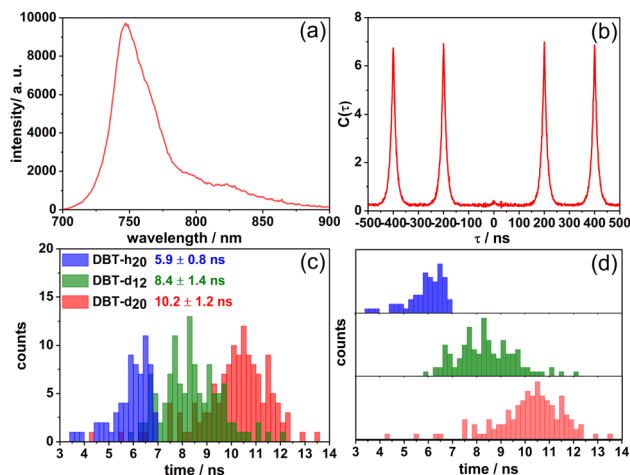 (a)
10000
8000
6000
4000
2000
0
intensity/ a. u.
700 750 800 850 900
wavelength / nm
(b)
8
6
4
2
0
C(τ)
-500 -400 -300 -200 -100 0 100 200 300 400 500
τ / ns
(c)
20
15
10
5
0
counts
DBT-h20 5.9 ± 0.8 ns
DBT-d12 8.4 ± 1.4 ns
DBT-d20 10.2 ± 1.2 ns
3 4 5 6 7 8 9 10 11 12 13 14
time / ns
(d)
counts
3 4 5 6 7 8 9 10 11 12 13 14
time / ns